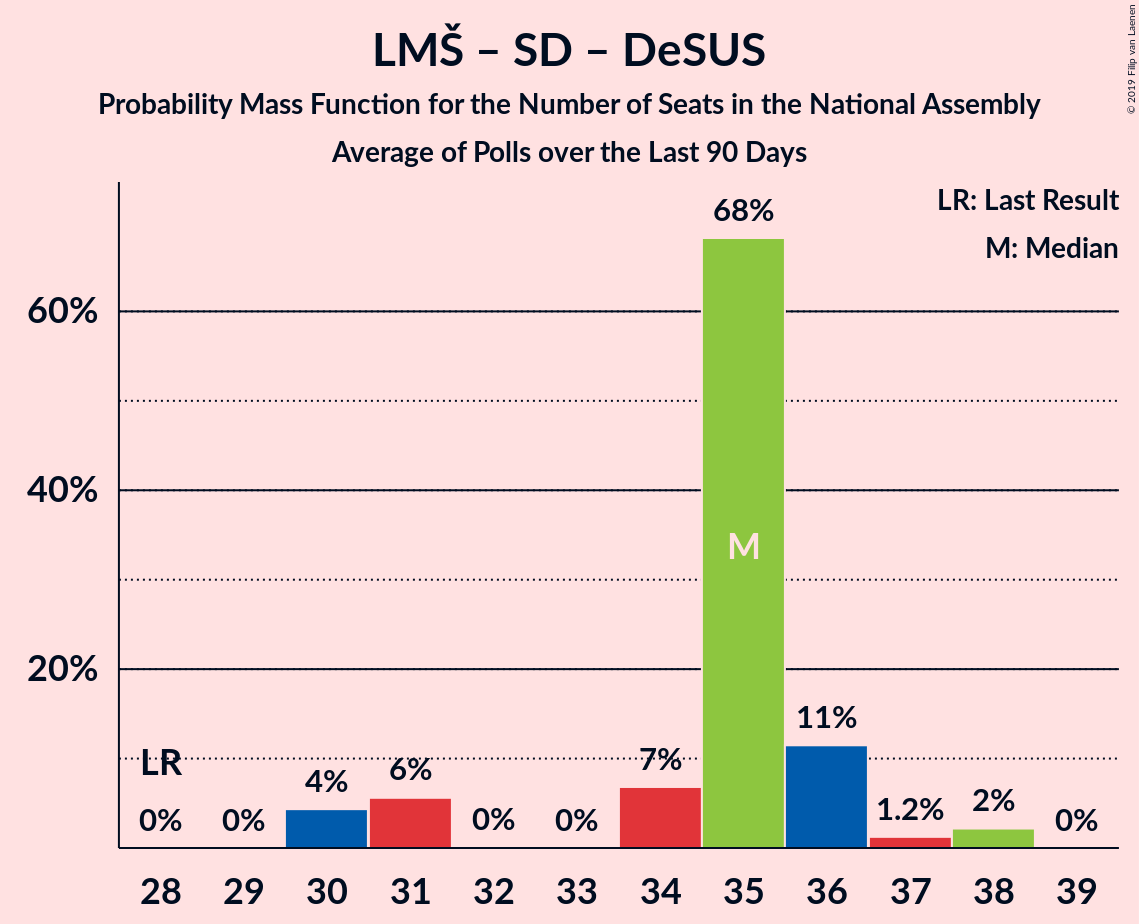 LMŠ – SD – DeSUS
Probability Mass Function for the Number of Seats in the National Assembly
Average of Polls over the Last 90 Days
© 2019 Filip van Laenen
LR: Last Result
M: Median
68%
60%
M
40%
20%
11%
LR
7%
6%
4%
2%
1.2%
0%
0%
0%
0%
0%
28 29 30 31 32 33 34 35 36 37 38 39